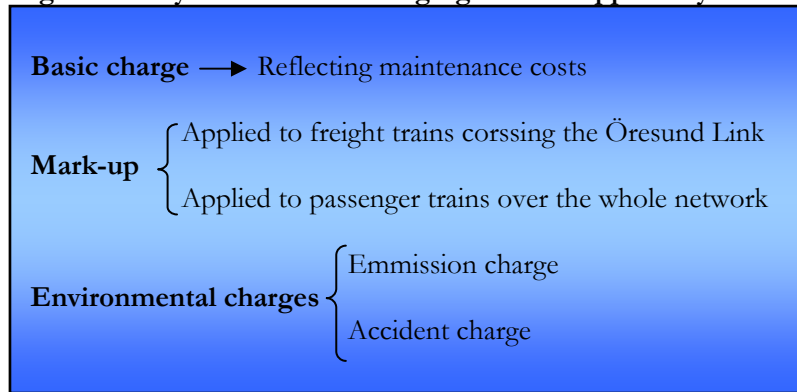 Basic charge → Reflecting maintenance costs
Applied to freight trains corssing the Öresund Link
Mark-up
Applied to passenger trains over the whole network
Emmission charge
Environmental charges
Accident charge